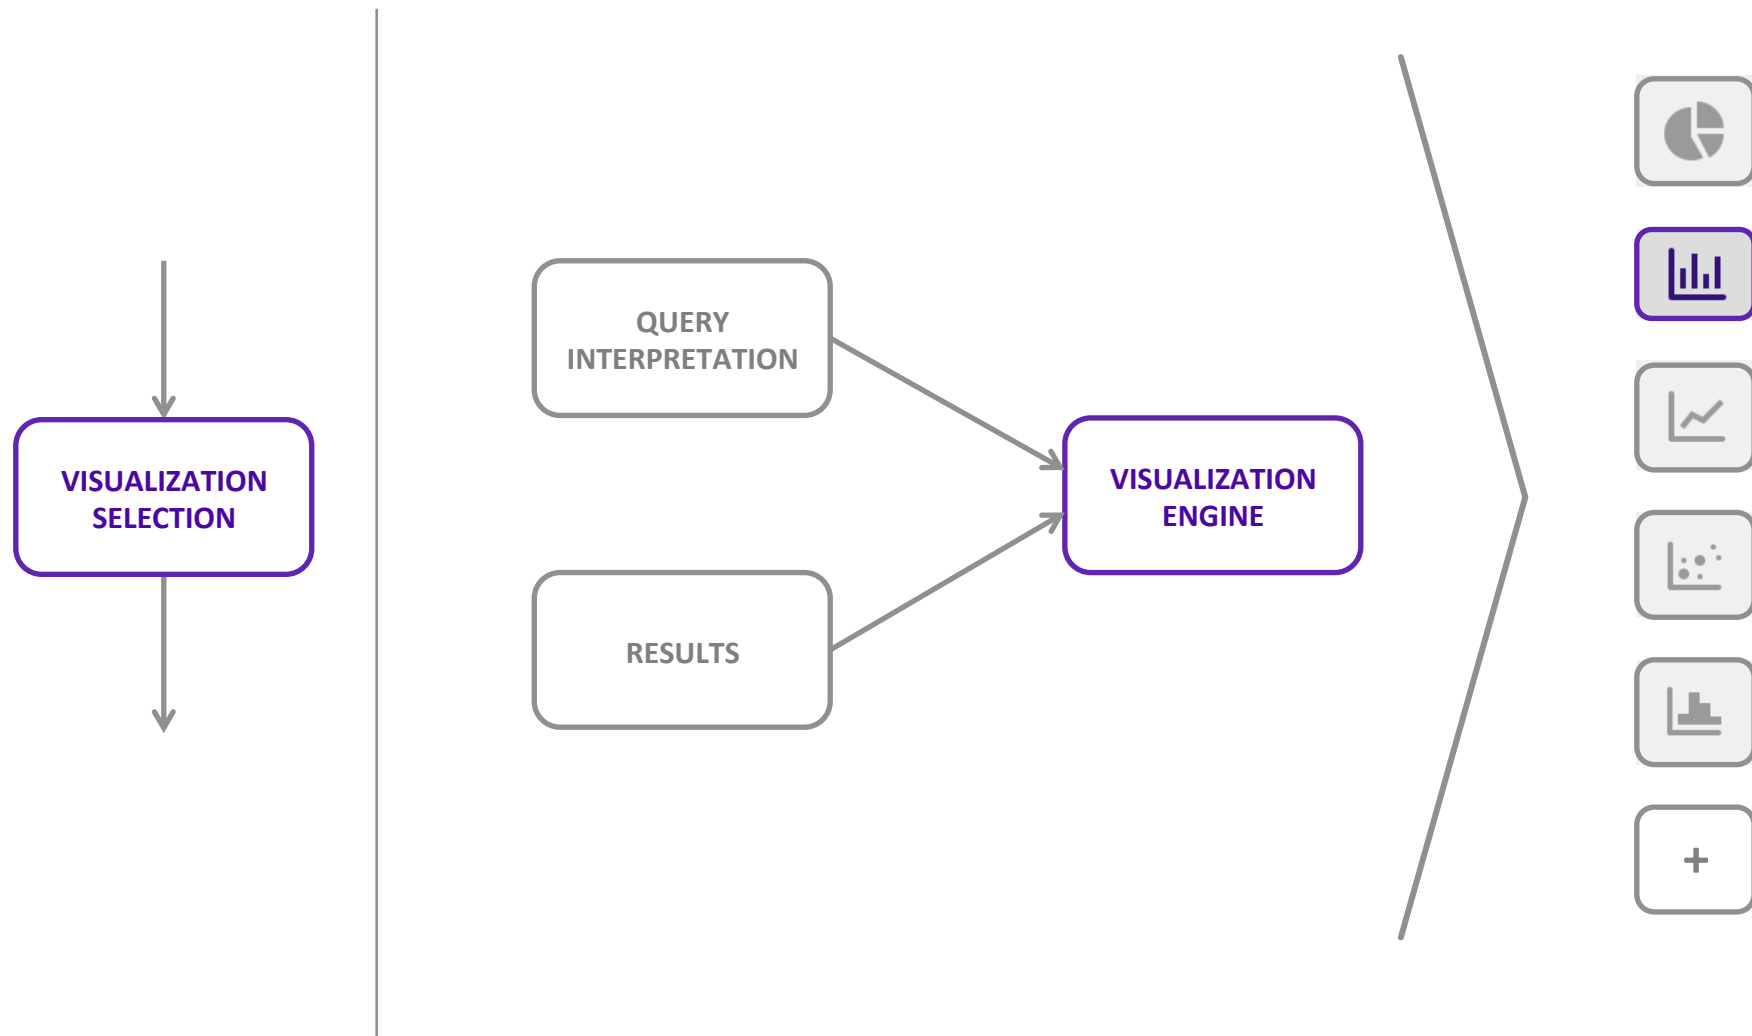 VISUALIZATION
SELECTION
QUERY
INTERPRETATION
RESULTS
VISUALIZATION
ENGINE
+